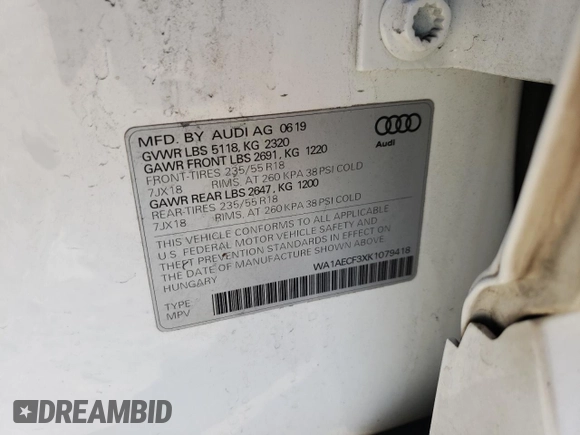 MFD. BY AUDI AG 0619
GVWR LBS 5118, KG 2320
GAWR FRONT LBS 2691, KG 1220
FRONT-TIRES 235/55 R18
7JX18 RIMS, AT 260 KPA 38 PSI COLD
GAWR REAR LBS 2647, KG 1200
REAR-TIRES 235/55 R18
7JX18 RIMS, AT 260 KPA 38 PSI COLD
THIS VEHICLE CONFORMS TO ALL APPLICABLE
U.S. FEDERAL MOTOR VEHICLE SAFETY AND
THEFT PREVENTION STANDARDS IN EFFECT ON
THE DATE OF MANUFACTURE SHOWN ABOVE.
HUNGARY
WA1AECF3XK1079418
TYPE:
MPV
Audi
DREAMBID